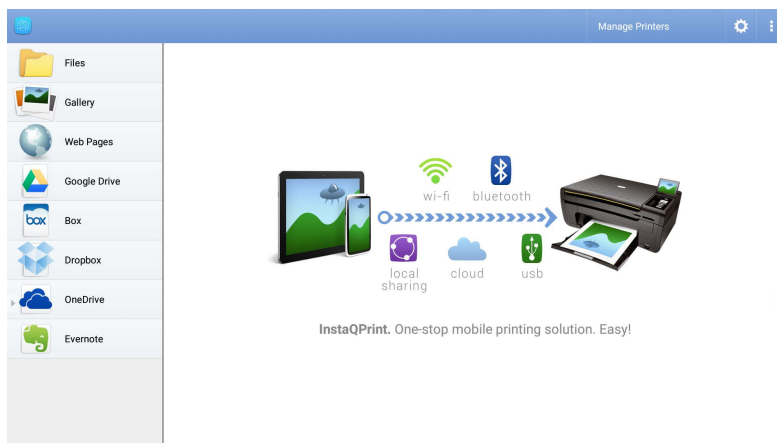 Manage Printers
Files
Gallery
Web Pages
Google Drive
box
Box
Dropbox
OneDrive
Evernote
wi-fi
bluetooth
local
sharing
cloud
usb
InstaQPrint. One-stop mobile printing solution. Easy!